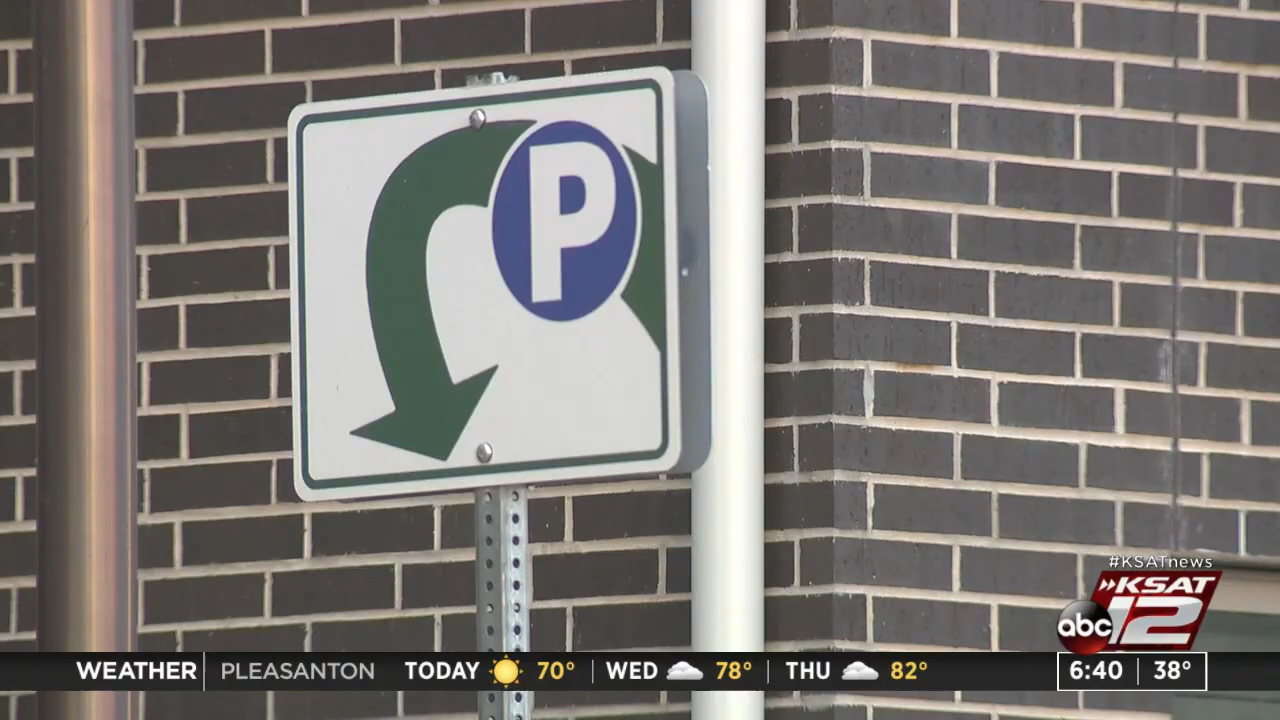 P
#KSATnews
KSAT
abc 12
WEATHER PLEASANTON TODAY 70° WED 78° THU 82° 6:40 38°